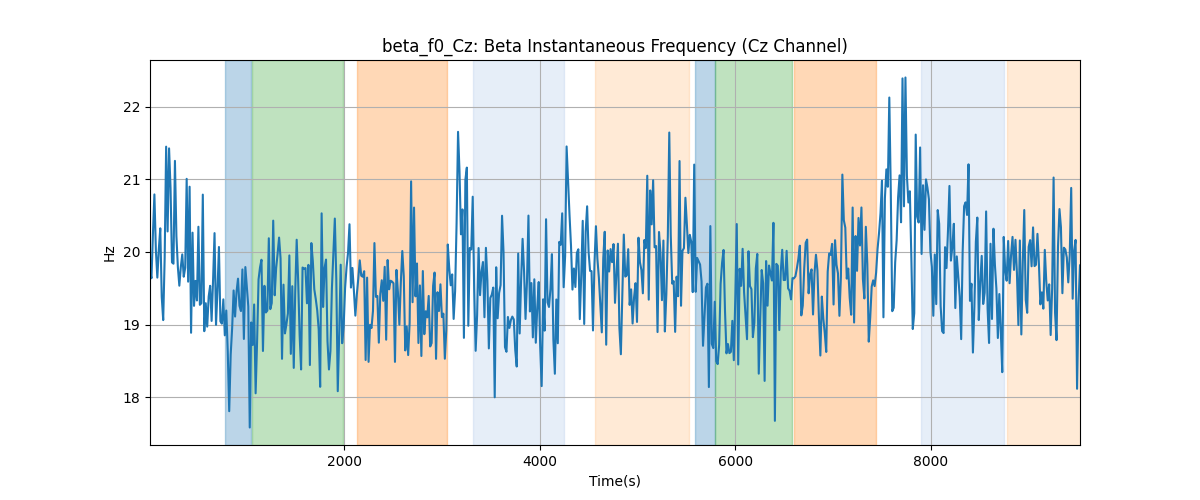 beta_f0_Cz: Beta Instantaneous Frequency (Cz Channel)
22
21
20
19
18
Hz
2000 4000 6000 8000
Time(s)